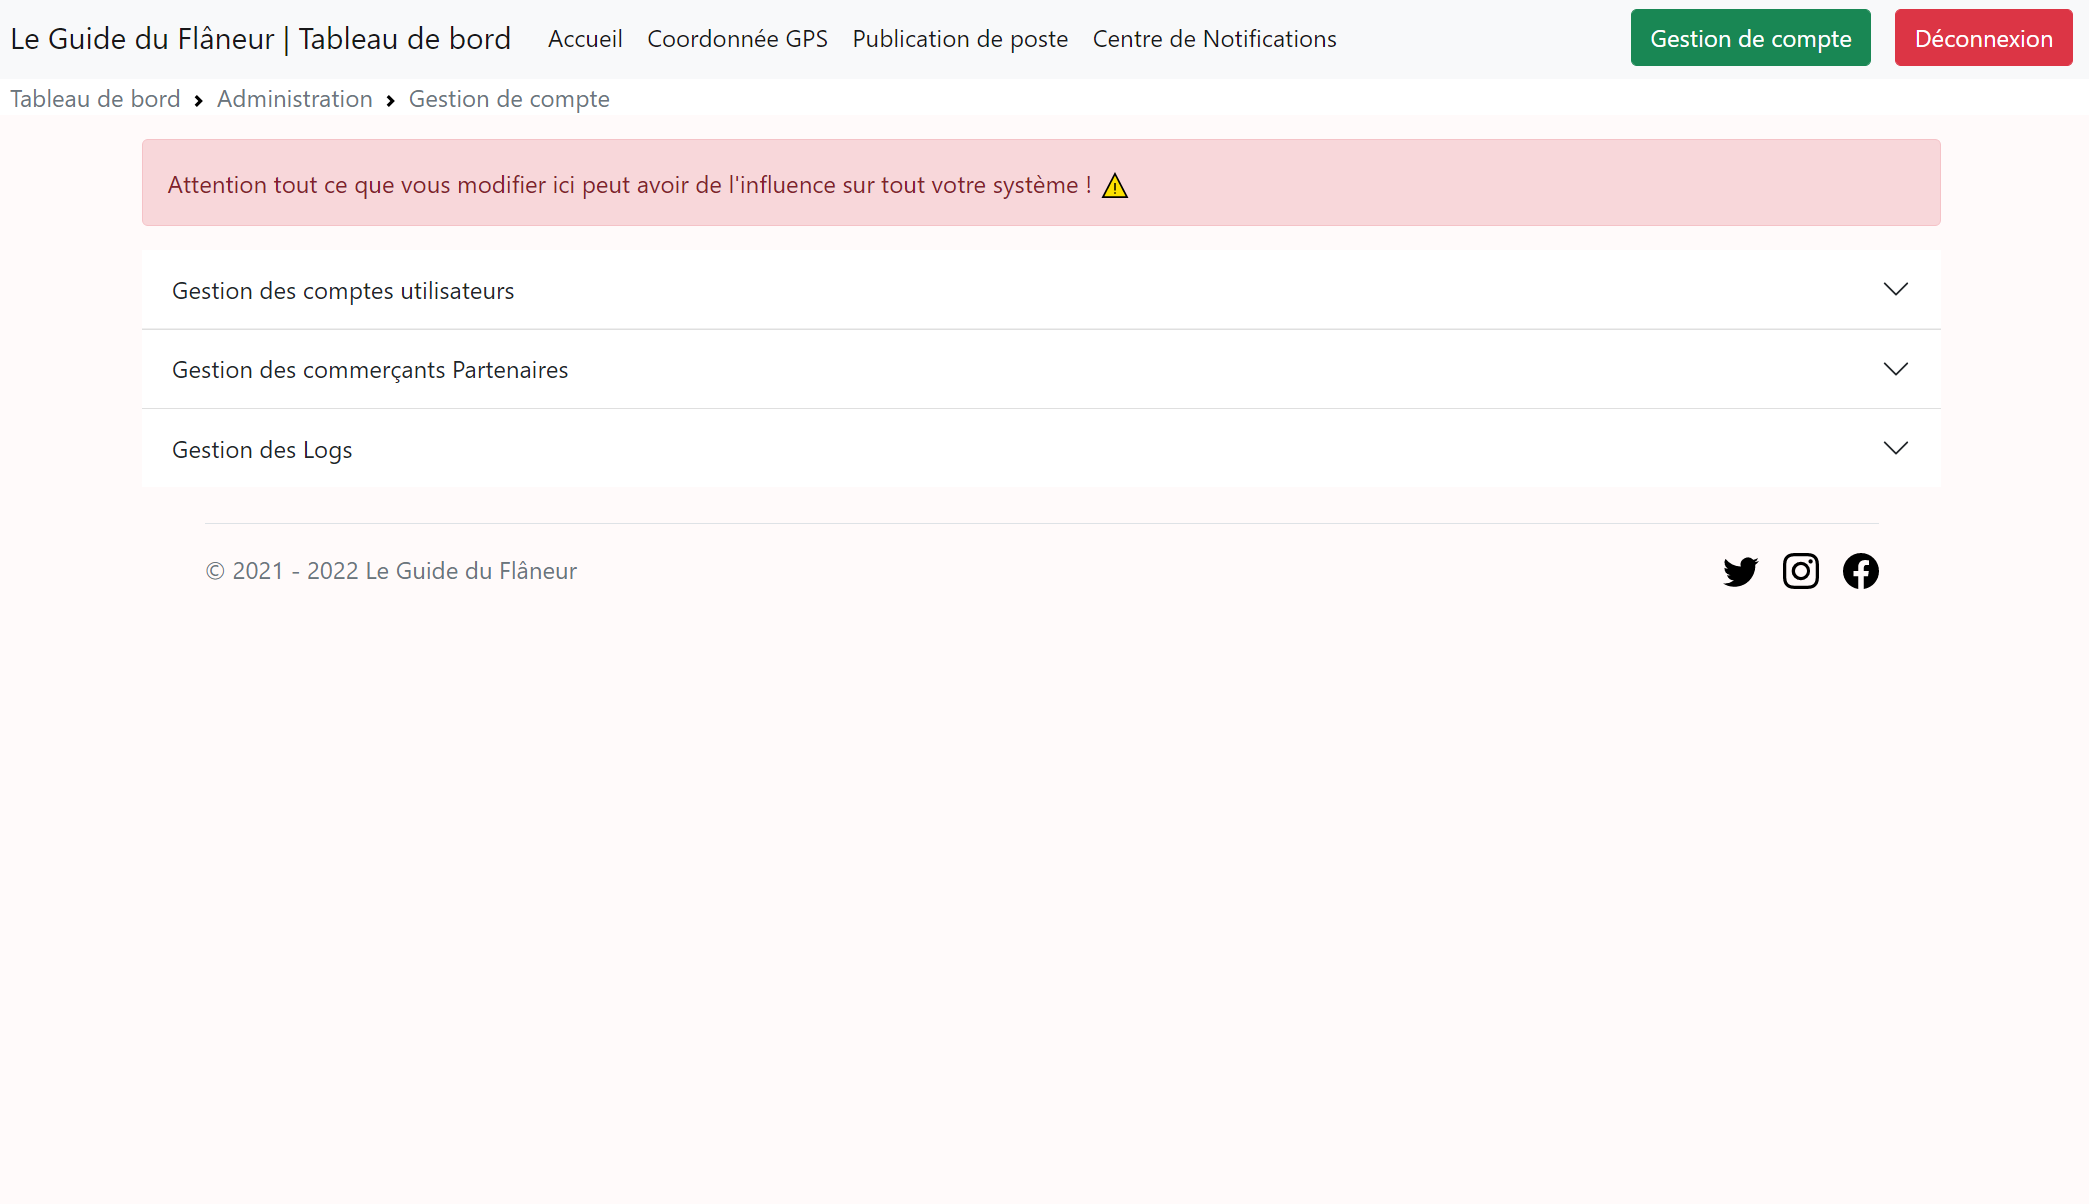 Le Guide du Flâneur | Tableau de bord Accueil Coordonnée GPS Publication de poste Centre de Notifications Gestion de compte Déconnexion
Tableau de bord > Administration > Gestion de compte
Attention tout ce que vous modifier ici peut avoir de l'influence sur tout votre système ! ⚠
Gestion des comptes utilisateurs
Gestion des commerçants Partenaires
Gestion des Logs
© 2021 - 2022 Le Guide du Flâneur